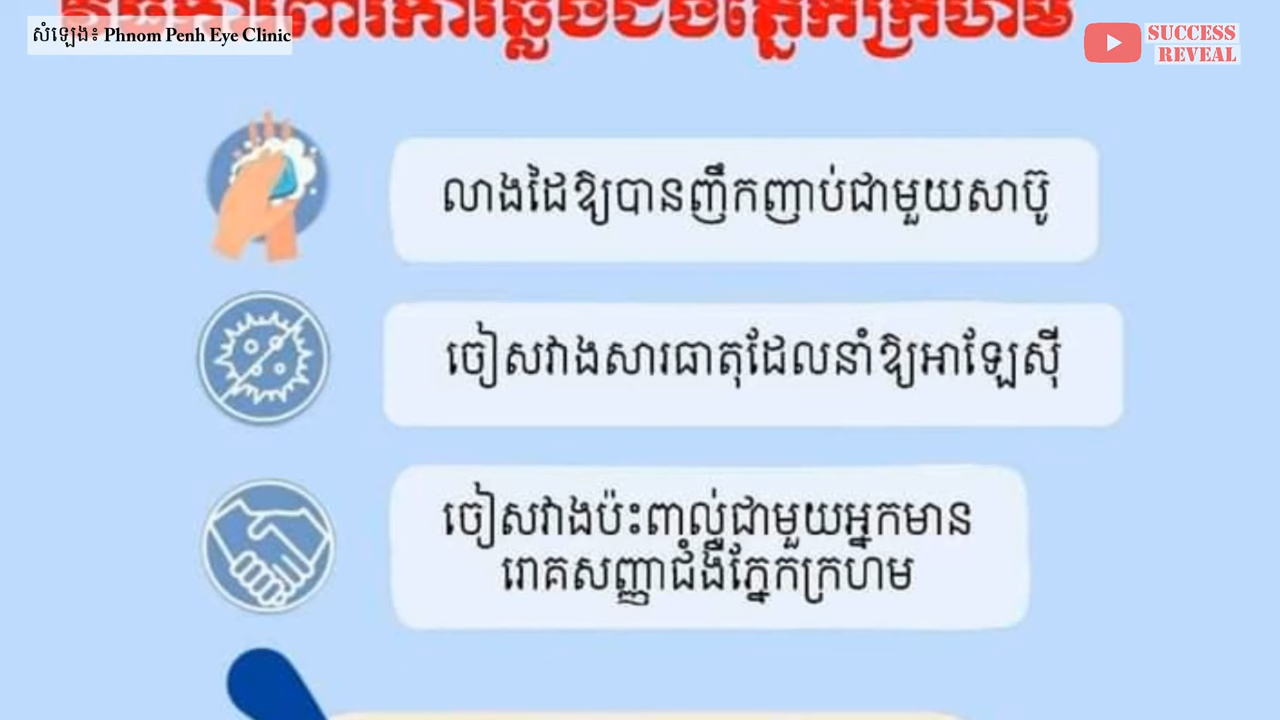 សំឡេង៖ Phnom Penh Eye Clinic
SUCCESS
REVEAL
លាងដៃឱ្យបានញឹកញាប់ជាមួយសាប៊ូ
ចៀសវាងសារធាតុដែលនាំឱ្យអាឡែស៊ី
ចៀសវាងប៉ះពាល់ជាមួយអ្នកមាន
រោគសញ្ញាជំងឺភ្នែកក្រហម